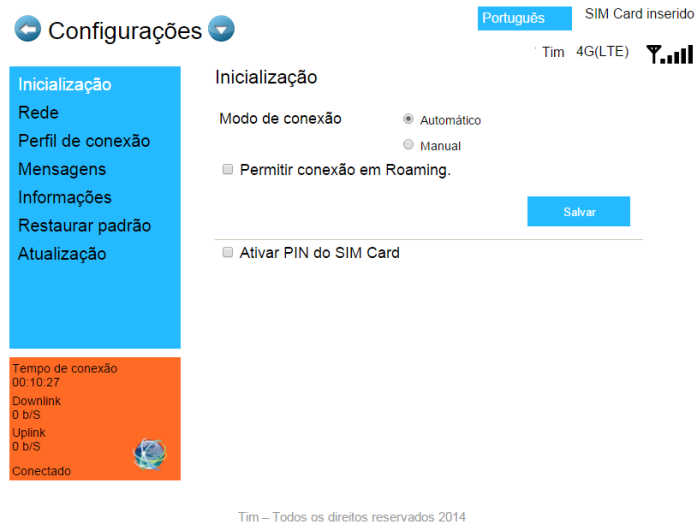 Configurações
Português
SIM Card inserido
Tim 4G(LTE)
Inicialização
Rede
Perfil de conexão
Mensagens
Informações
Restaurar padrão
Atualização
Inicialização
Modo de conexão
Automático
Manual
Permitir conexão em Roaming.
Salvar
Ativar PIN do SIM Card
Tempo de conexão
00:10:27
Downlink
0 b/S
Uplink
0 b/S
Conectado
Tim – Todos os direitos reservados 2014